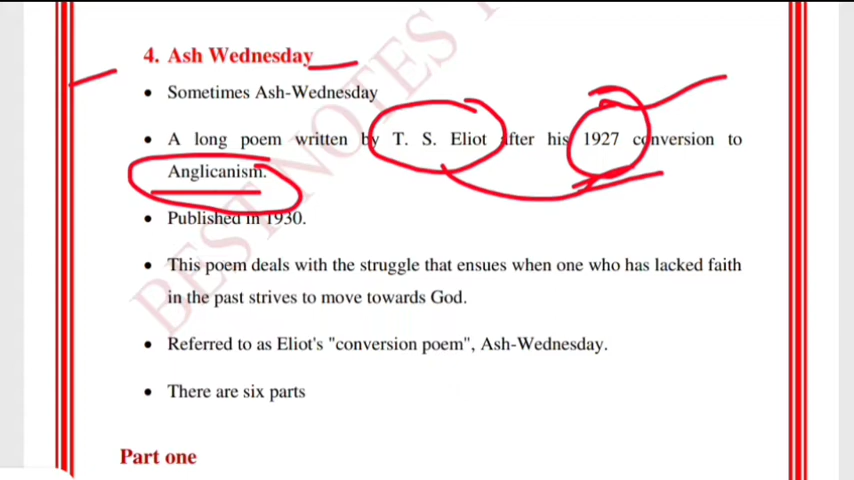 4. Ash Wednesday
• Sometimes Ash-Wednesday
• A long poem written by T. S. Eliot after his 1927 conversion to
Anglicanism.
• Published in 1930.
• This poem deals with the struggle that ensues when one who has lacked faith
in the past strives to move towards God.
• Referred to as Eliot's "conversion poem", Ash-Wednesday.
• There are six parts
Part one
BEST NOTES